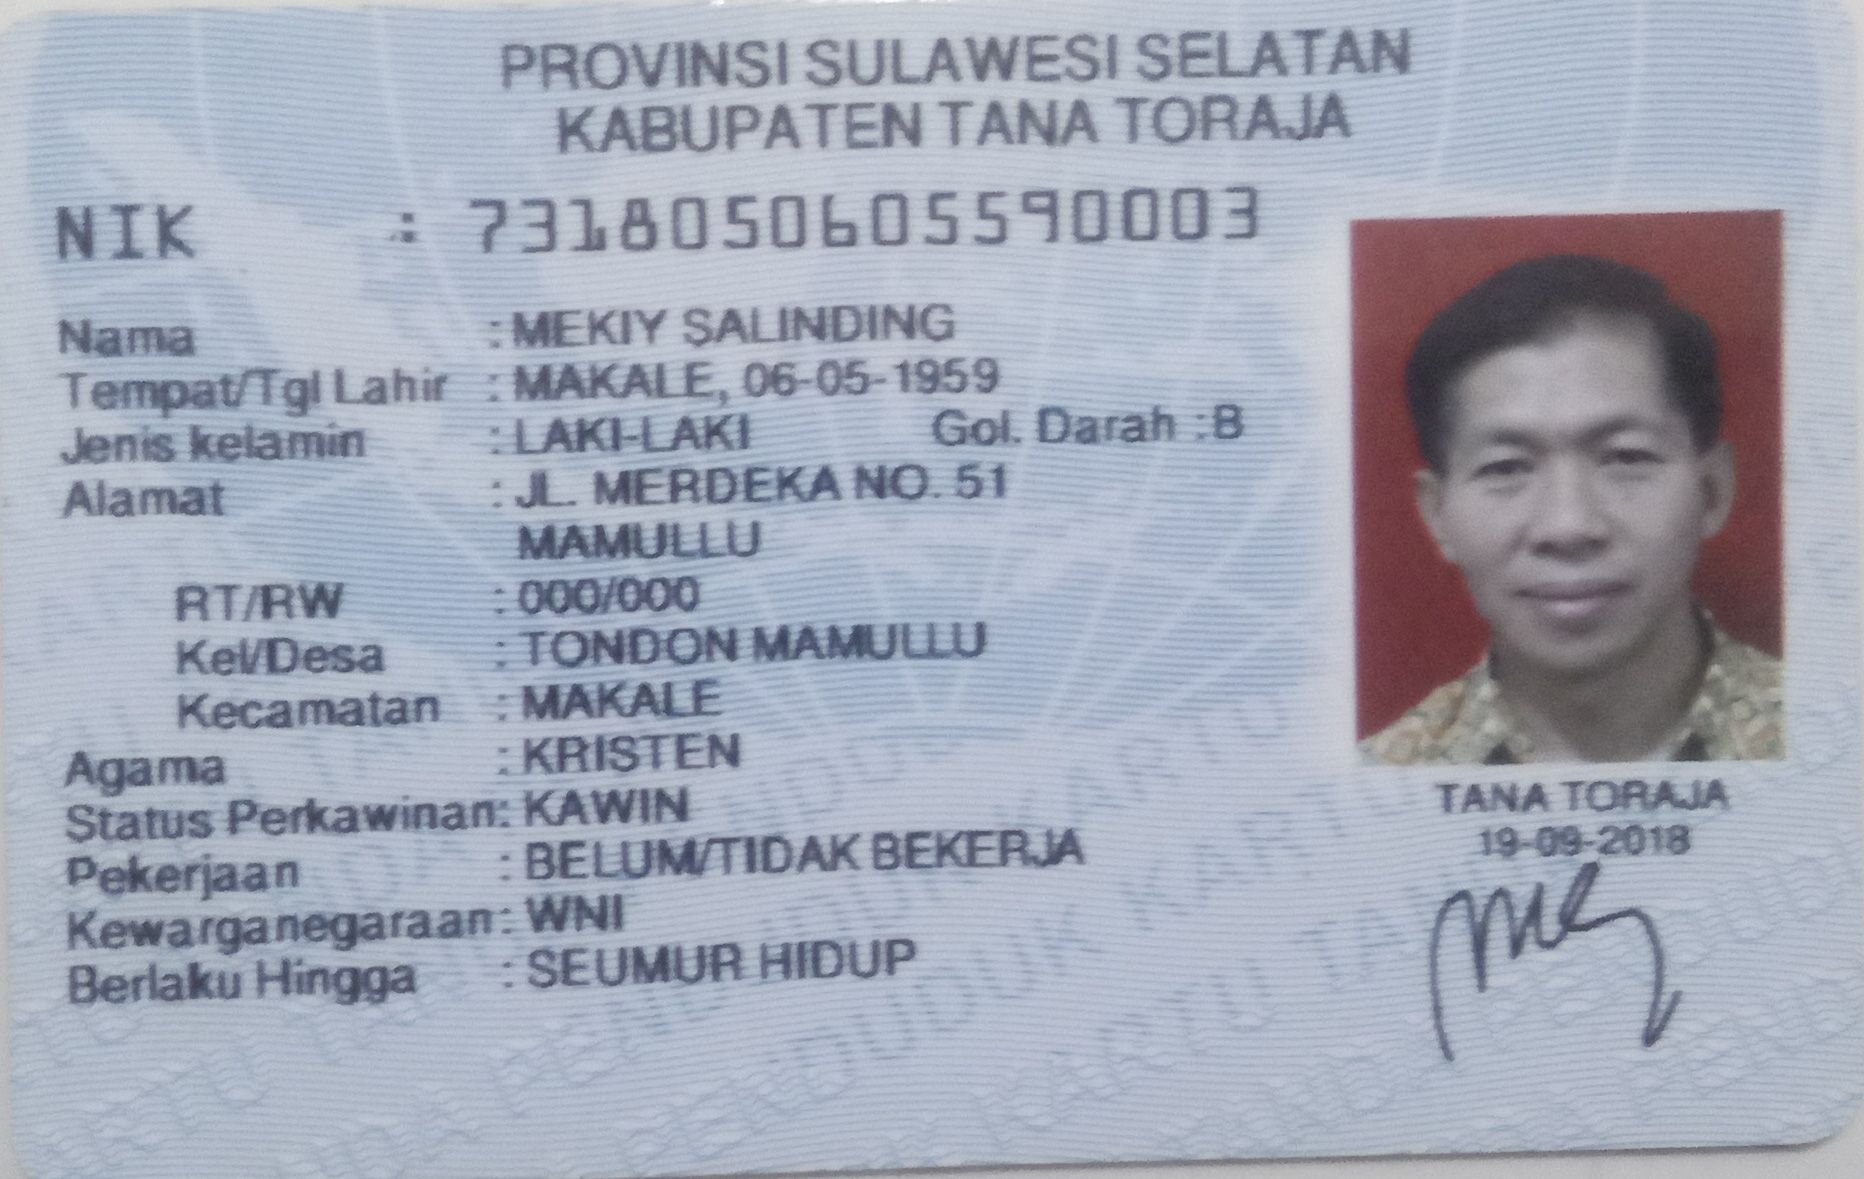 PROVINSI SULAWESI SELATAN
KABUPATEN TANA TORAJA
NIK : 7318050605590003
Nama : MEKIY SALINDING
Tempat/Tgl Lahir : MAKALE, 06-05-1959
Jenis kelamin : LAKI-LAKI Gol. Darah : B
Alamat : JL. MERDEKA NO. 51
MAMULLU
RT/RW : 000/000
Kel/Desa : TONDON MAMULLU
Kecamatan : MAKALE
Agama : KRISTEN
Status Perkawinan: KAWIN
Pekerjaan : BELUM/TIDAK BEKERJA
Kewarganegaraan: WNI
Berlaku Hingga : SEUMUR HIDUP
TANA TORAJA
19-09-2018